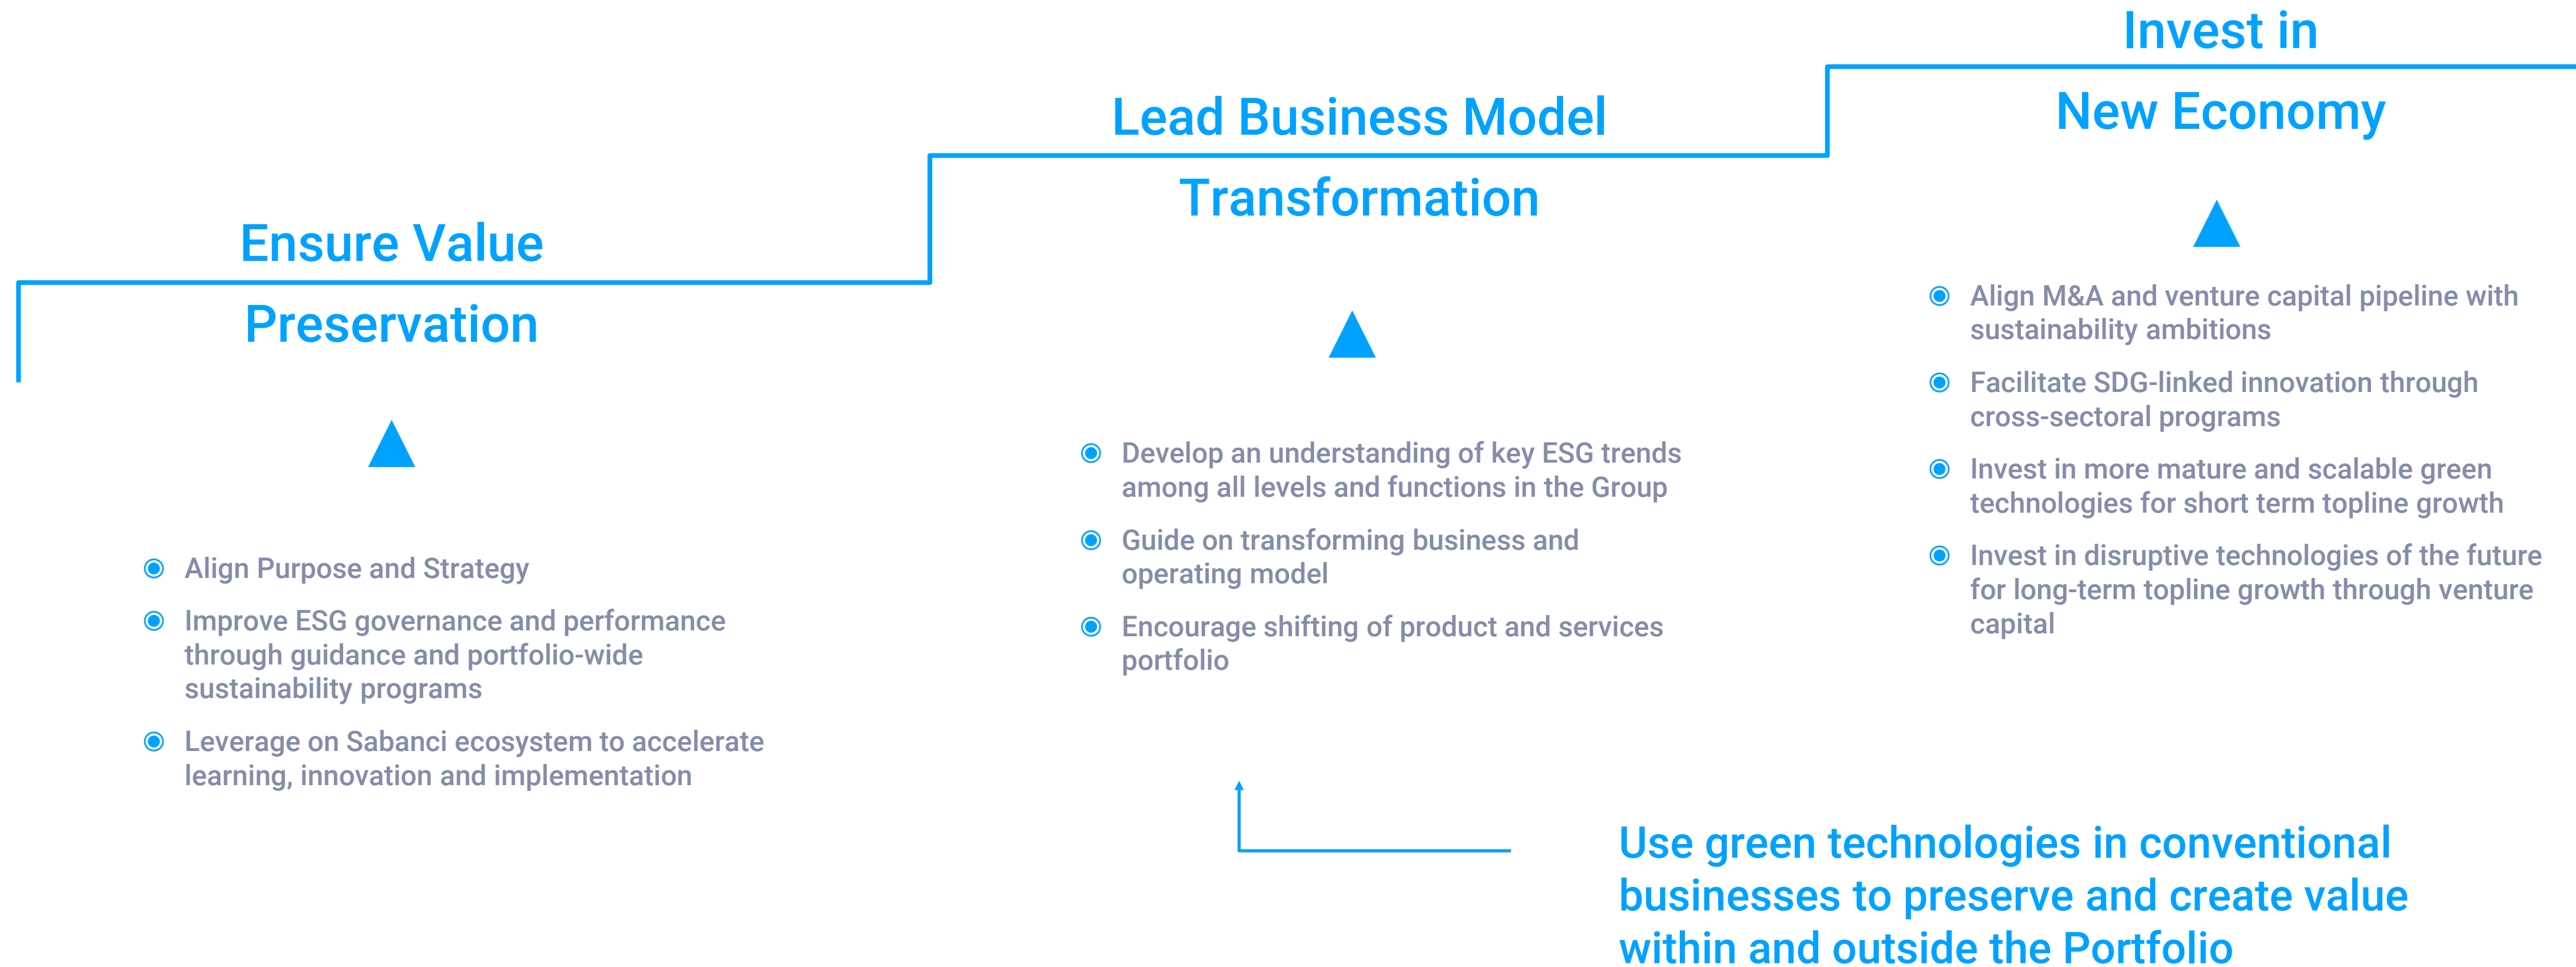 Ensure Value
Preservation
Align Purpose and Strategy
Improve ESG governance and performance
through guidance and portfolio-wide
sustainability programs
Leverage on Sabanci ecosystem to accelerate
learning, innovation and implementation
Lead Business Model
Transformation
Develop an understanding of key ESG trends
among all levels and functions in the Group
Guide on transforming business and
operating model
Encourage shifting of product and services
portfolio
Invest in
New Economy
Align M&A and venture capital pipeline with
sustainability ambitions
Facilitate SDG-linked innovation through
cross-sectoral programs
Invest in more mature and scalable green
technologies for short term topline growth
Invest in disruptive technologies of the future
for long-term topline growth through venture
capital
Use green technologies in conventional
businesses to preserve and create value
within and outside the Portfolio